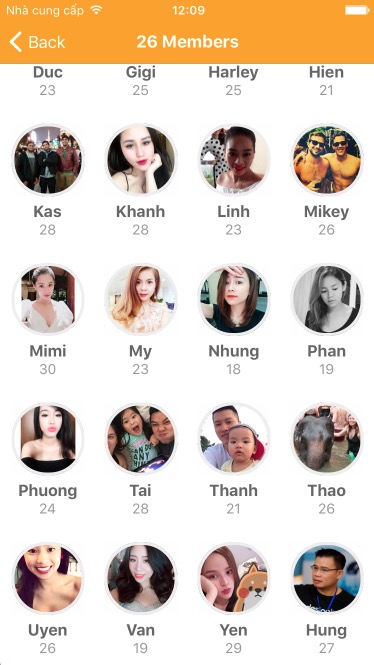 Nhà cung cấp 12:09
Back 26 Members
Duc Gigi Harley Hien
23 25 25 21
Kas Khanh Linh Mikey
28 28 23 26
Mimi My Nhung Phan
30 23 18 19
Phuong Tai Thanh Thao
24 28 21 26
Uyen Van Yen Hung
26 19 29 27